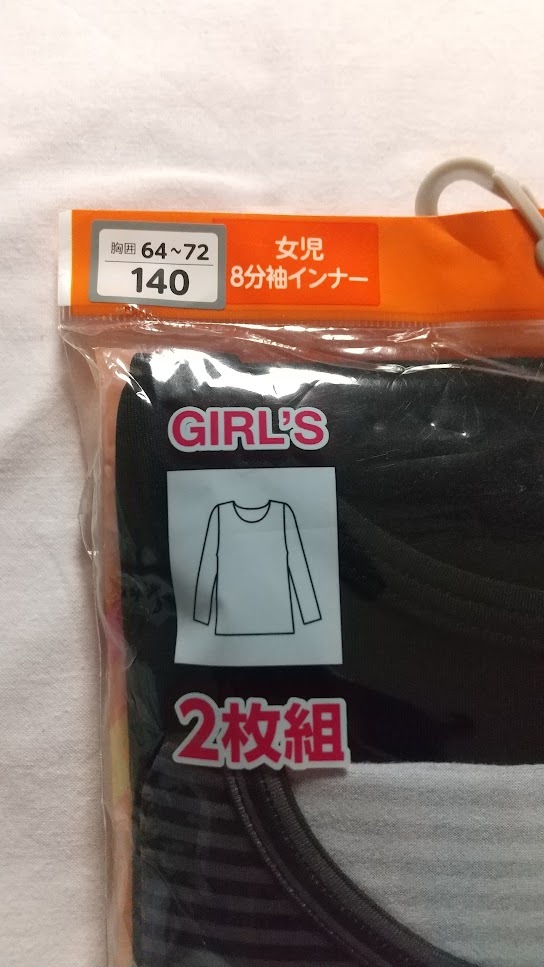 胸囲 64~72
140
女児
8分袖インナー
GIRL'S
2枚組